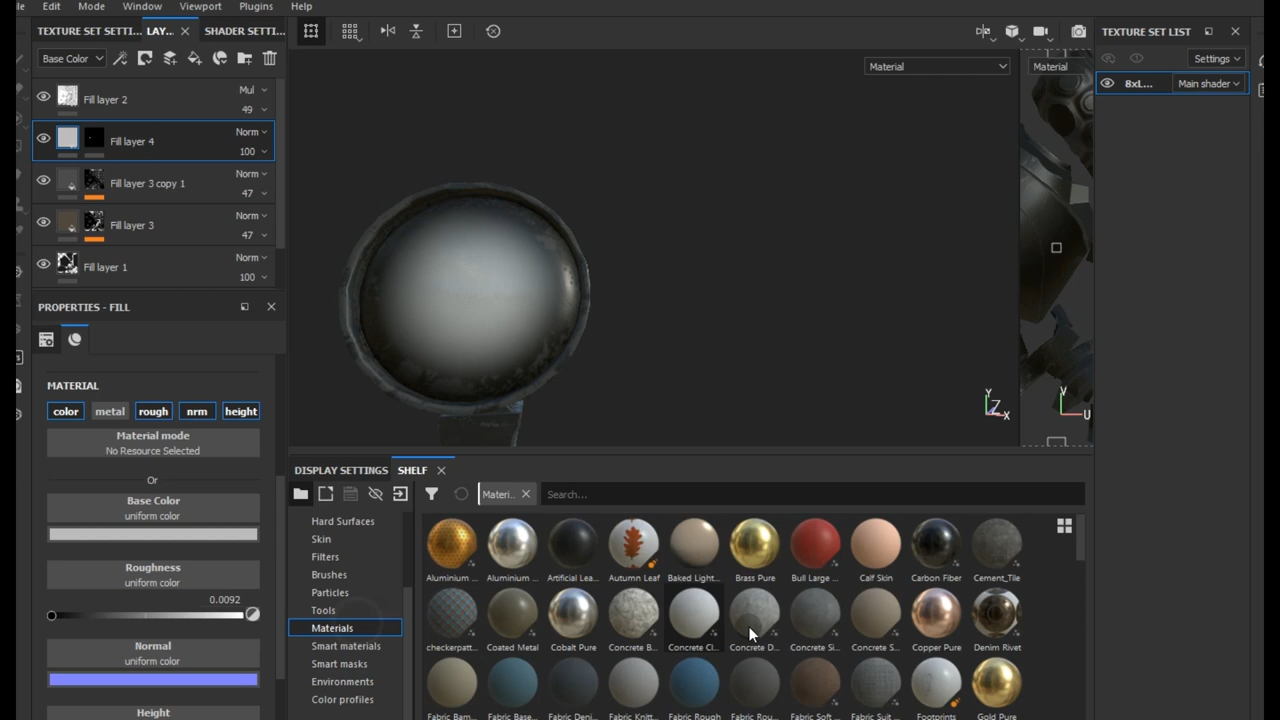 le Edit Mode Window Viewport Plugins Help
TEXTURE SET SETTI... LAY... SHADER SETTI...
TEXTURE SET LIST
Base Color
Material
Material
Settings
Fill layer 2
Mul
49
8xL...
Main shader
Fill layer 4
Norm
100
Fill layer 3 copy 1
Norm
47
Fill layer 3
Norm
47
Fill layer 1
Norm
100
PROPERTIES - FILL
MATERIAL
color metal rough nrm height
Material mode
No Resource Selected
Or
Base Color
uniform color
Roughness
uniform color
0.0092
Normal
uniform color
Height
Y
Z
X
V
U
DISPLAY SETTINGS SHELF
Materi...
Search...
Hard Surfaces
Skin
Filters
Brushes
Particles
Tools
Materials
Smart materials
Smart masks
Environments
Color profiles
Aluminium ... Aluminium ... Artificial Lea... Autumn Leaf Baked Light... Brass Pure Bull Large ... Calf Skin Carbon Fiber Cement_Tile
checkerpatt... Coated Metal Cobalt Pure Concrete B... Concrete Cl... Concrete D... Concrete Si... Concrete S... Copper Pure Denim Rivet
Fabric Bam... Fabric Base... Fabric Deni... Fabric Knitt... Fabric Rough Fabric Rou... Fabric Soft ... Fabric Suit ... Footprints Gold Pure